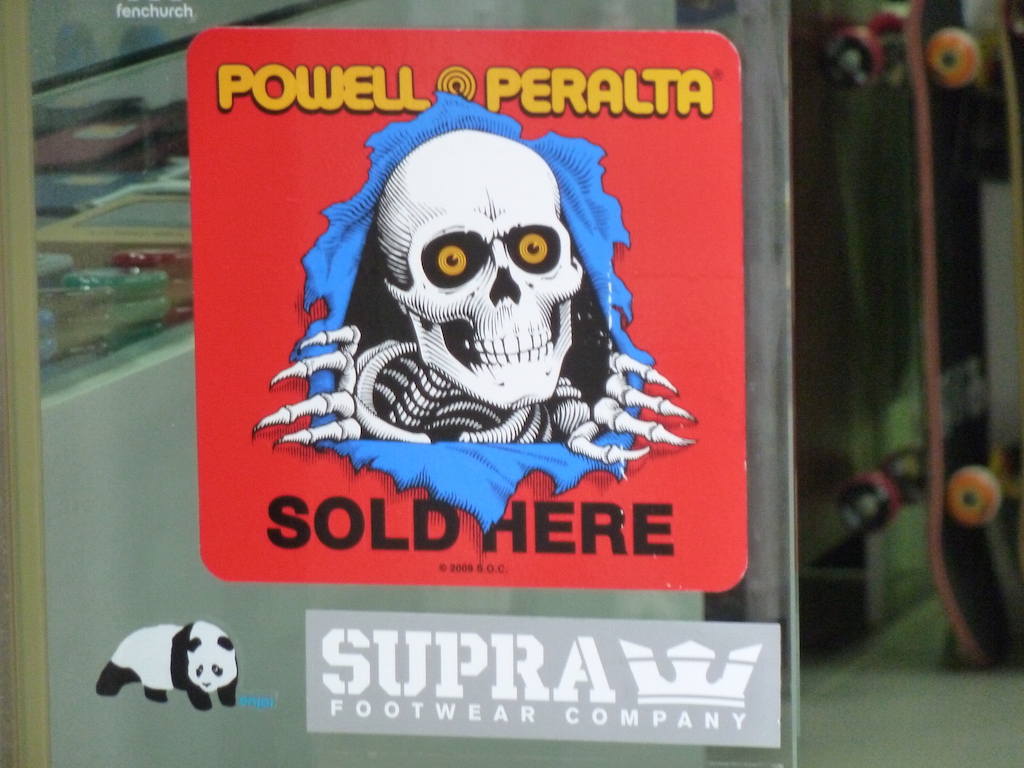 fenchurch
POWELL PERALTA
SOLD HERE
© 2009 S.O.C.
enjoi
SUPRA
FOOTWEAR COMPANY